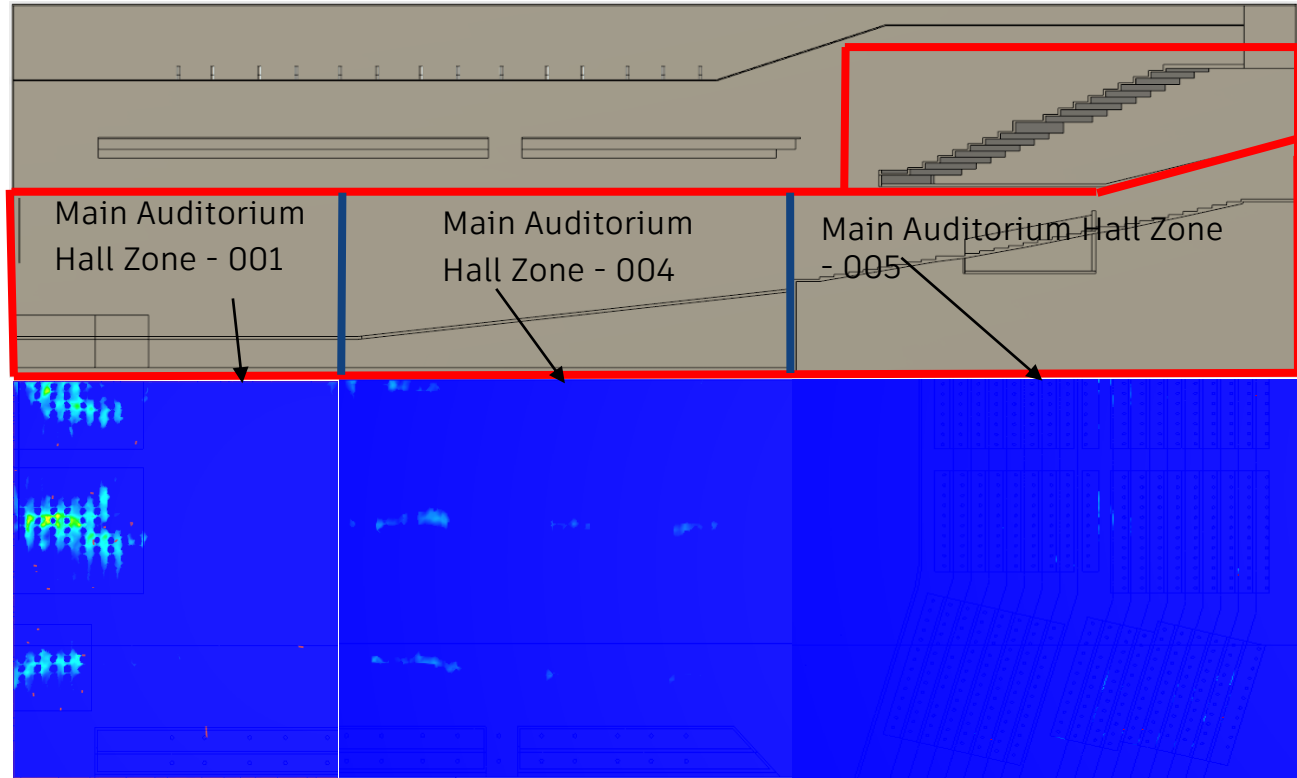 Main Auditorium
Hall Zone - 001
Main Auditorium
Hall Zone - 004
Main Auditorium Hall Zone
- 005